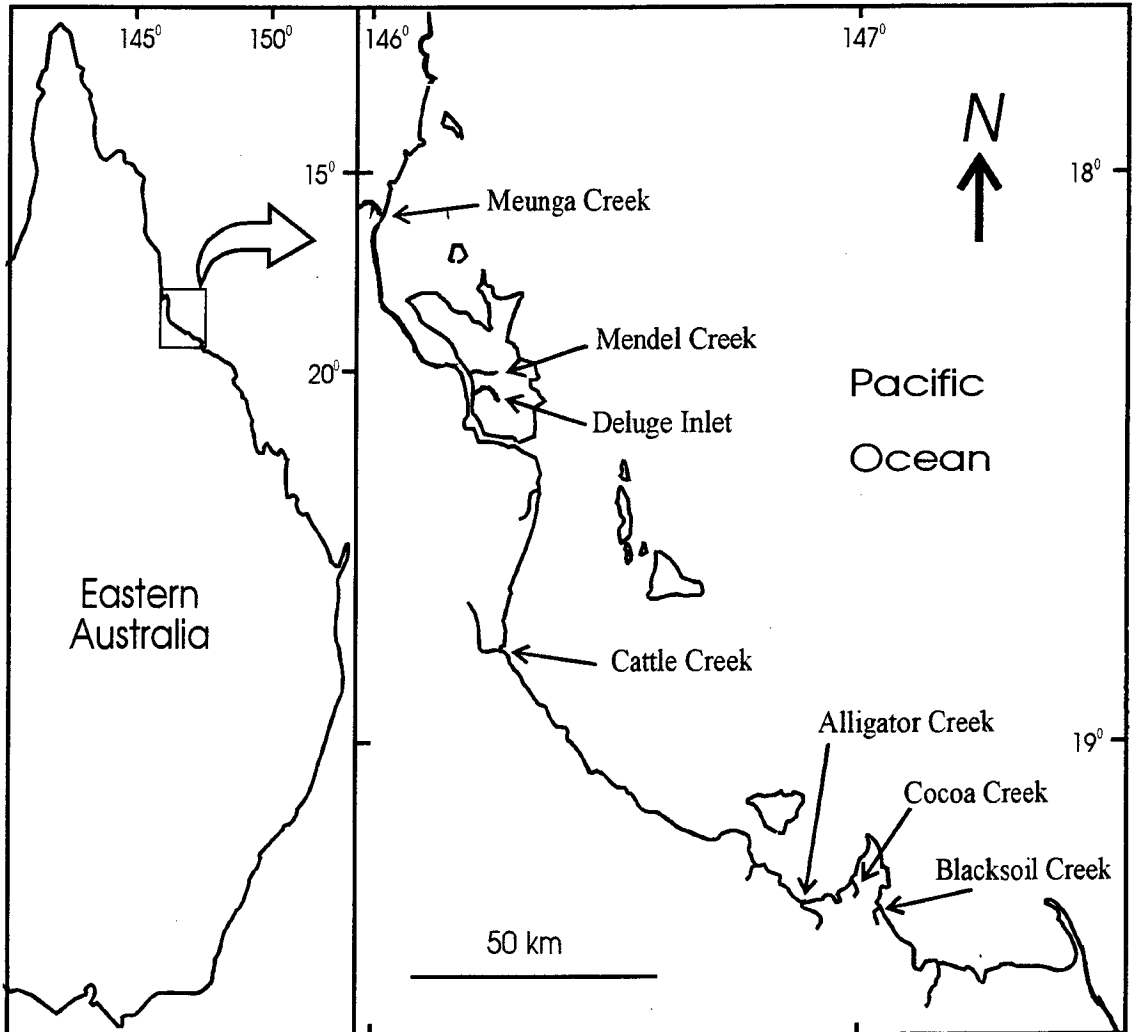 145⁰
150⁰
146⁰
147⁰
N
15⁰
18⁰
Meunga Creek
Mendel Creek
20⁰
Pacific
Deluge Inlet
Ocean
Eastern
Australia
Cattle Creek
Alligator Creek
19⁰
Cocoa Creek
Blacksoil Creek
50 km